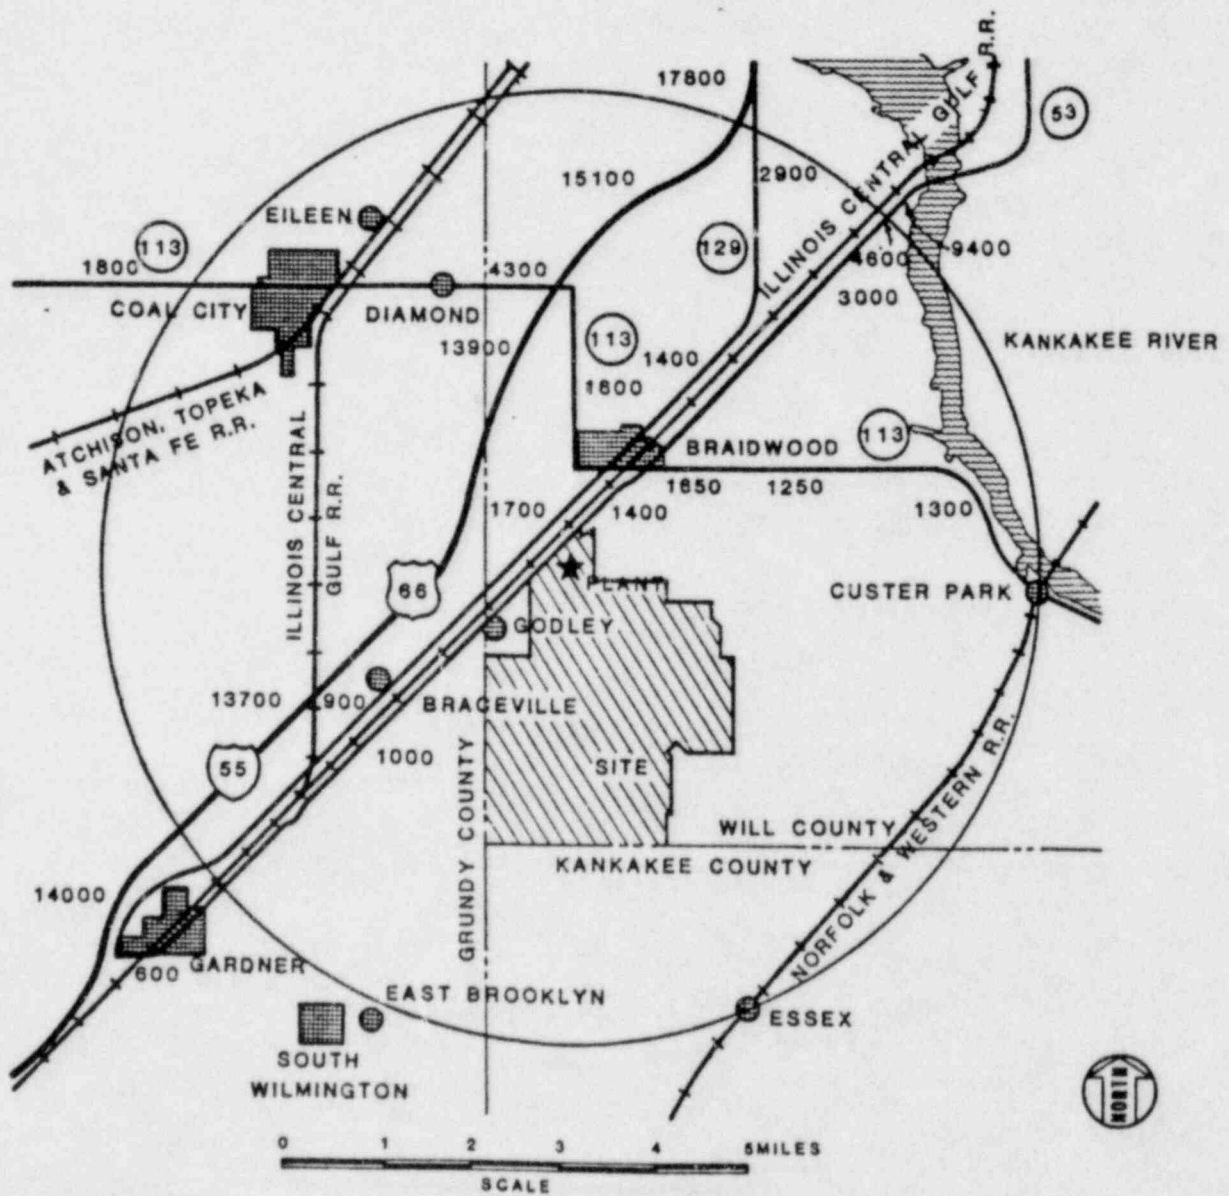 17800
ILLINOIS CENTRAL GULF R.R.
53
15100
2900
EILEEN
113
1800
4300
129
4600
9400
COAL CITY
DIAMOND
3000
13900
113
1400
KANKAKEE RIVER
1600
ATCHISON, TOPEKA
& SANTA FE R.R.
ILLINOIS CENTRAL
GULF R.R.
BRAIDWOOD
113
1650
1250
1300
1700
1400
66
PLANT
CUSTER PARK
GODLEY
13700
900
BRACEVILLE
1000
55
SITE
GRUNDY COUNTY
WILL COUNTY
KANKAKEE COUNTY
NORFOLK & WESTERN R.R.
14000
600
GARDNER
EAST BROOKLYN
ESSEX
SOUTH
WILMINGTON
NORTH
0 1 2 3 4 5MILES
SCALE